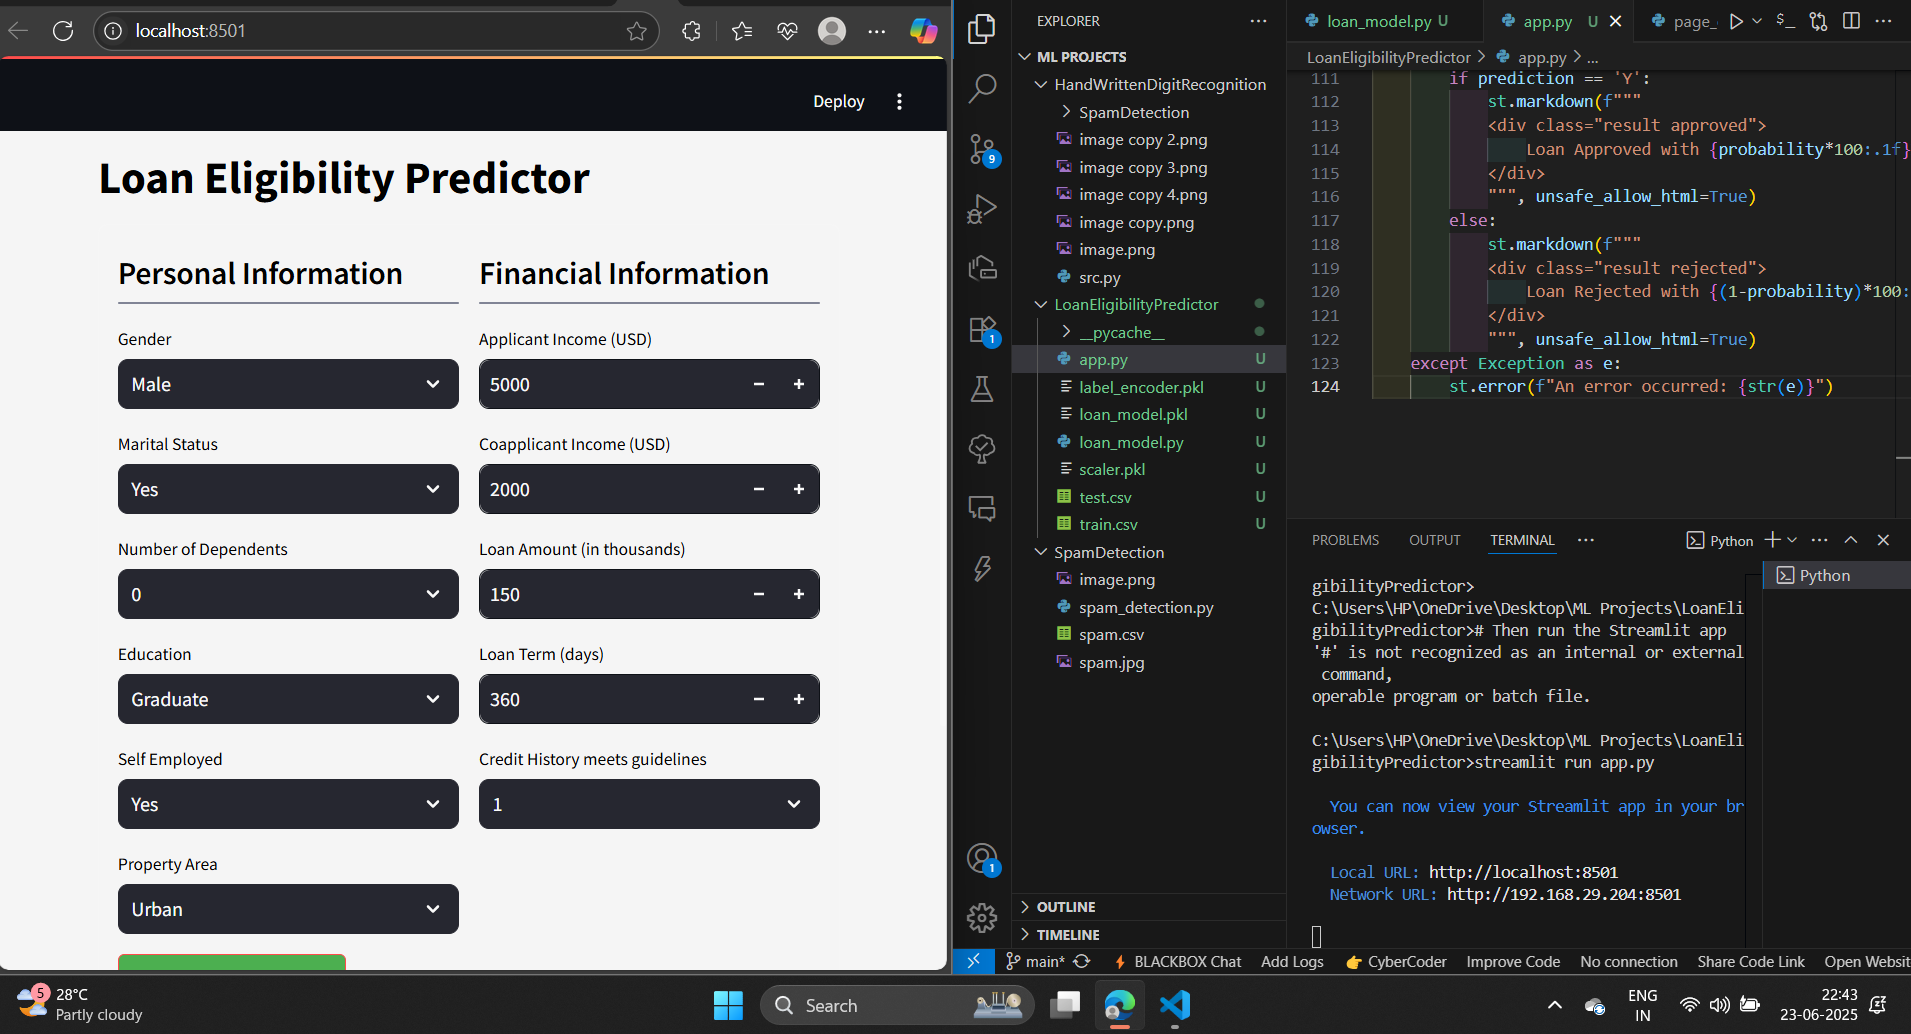 localhost:8501
Deploy
Loan Eligibility Predictor
Personal Information
Gender
Male
Marital Status
Yes
Number of Dependents
0
Education
Graduate
Self Employed
Yes
Property Area
Urban
Financial Information
Applicant Income (USD)
5000
Coapplicant Income (USD)
2000
Loan Amount (in thousands)
150
Loan Term (days)
360
Credit History meets guidelines
1
9
1
1
EXPLORER
ML PROJECTS
HandWrittenDigitRecognition
SpamDetection
image copy 2.png
image copy 3.png
image copy 4.png
image copy.png
image.png
src.py
LoanEligibilityPredictor
__pycache__
app.py U
label_encoder.pkl U
loan_model.pkl U
loan_model.py U
scaler.pkl U
test.csv U
train.csv U
SpamDetection
image.png
spam_detection.py
spam.csv
spam.jpg
OUTLINE
TIMELINE
loan_model.py U
app.py U
page_
LoanEligibilityPredictor > app.py > ...
111 if prediction == 'Y':
112 st.markdown(f"""
113 <div class="result approved">
114 Loan Approved with {probability*100:.1f}
115 </div>
116 """, unsafe_allow_html=True)
117 else:
118 st.markdown(f"""
119 <div class="result rejected">
120 Loan Rejected with {(1-probability)*100:
121 </div>
122 """, unsafe_allow_html=True)
123 except Exception as e:
124 st.error(f"An error occurred: {str(e)}")
PROBLEMS OUTPUT TERMINAL
Python
Python
gibilityPredictor>
C:\Users\HP\OneDrive\Desktop\ML Projects\LoanEli
gibilityPredictor># Then run the Streamlit app
'#' is not recognized as an internal or external
command,
operable program or batch file.
C:\Users\HP\OneDrive\Desktop\ML Projects\LoanEli
gibilityPredictor>streamlit run app.py
You can now view your Streamlit app in your br
owser.
Local URL: http://localhost:8501
Network URL: http://192.168.29.204:8501
main* BLACKBOX Chat Add Logs CyberCoder Improve Code No connection Share Code Link Open Websit
5
28°C
Partly cloudy
Search
ENG
IN
22:43
23-06-2025